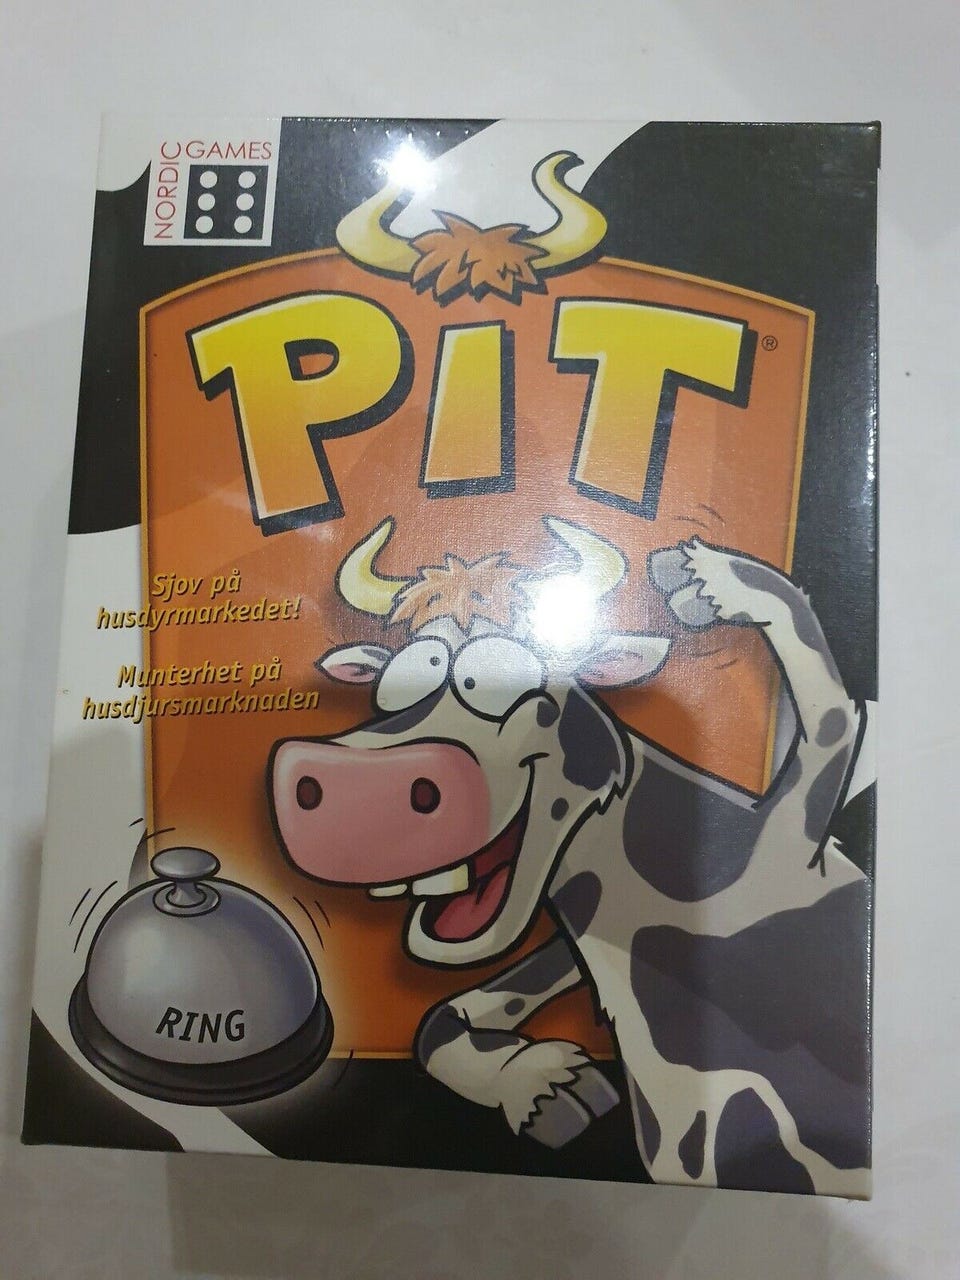 NORDIC GAMES
PIT®
Sjov på
husdyrmarkedet!
Munterhet på
husdjursmarknaden
RING